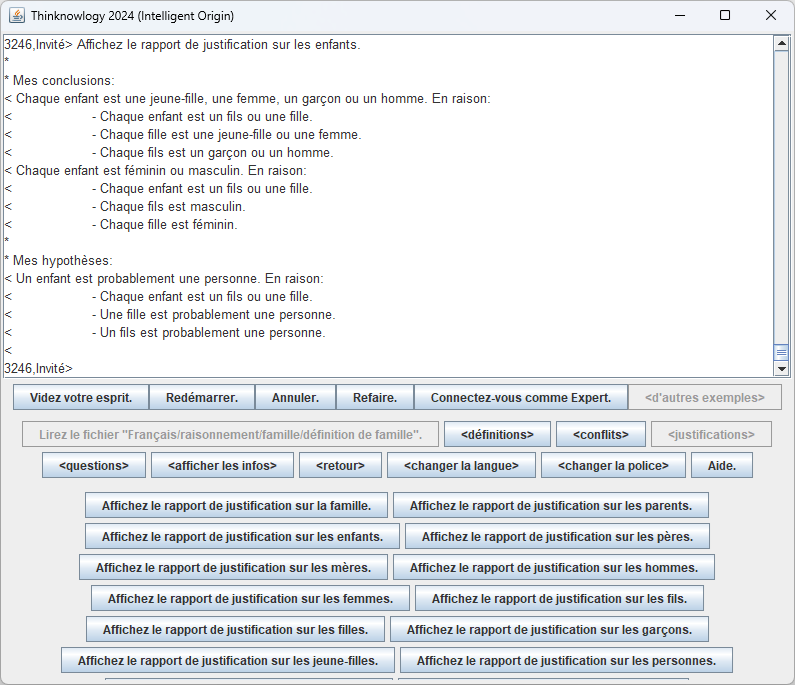 Thinknowlogy 2024 (Intelligent Origin)
3246,Invité> Affichez le rapport de justification sur les enfants.
*
* Mes conclusions:
< Chaque enfant est une jeune-fille, une femme, un garçon ou un homme. En raison:
< - Chaque enfant est un fils ou une fille.
< - Chaque fille est une jeune-fille ou une femme.
< - Chaque fils est un garçon ou un homme.
< Chaque enfant est féminin ou masculin. En raison:
< - Chaque enfant est un fils ou une fille.
< - Chaque fils est masculin.
< - Chaque fille est féminin.
*
* Mes hypothèses:
< Un enfant est probablement une personne. En raison:
< - Chaque enfant est un fils ou une fille.
< - Une fille est probablement une personne.
< - Un fils est probablement une personne.
<
3246,Invité>
Videz votre esprit. Redémarrer. Annuler. Refaire. Connectez-vous comme Expert. <d'autres exemples>
Lirez le fichier "Français/raisonnement/famille/définition de famille". <définitions> <conflits> <justifications>
<questions> <afficher les infos> <retour> <changer la langue> <changer la police> Aide.
Affichez le rapport de justification sur la famille. Affichez le rapport de justification sur les parents.
Affichez le rapport de justification sur les enfants. Affichez le rapport de justification sur les pères.
Affichez le rapport de justification sur les mères. Affichez le rapport de justification sur les hommes.
Affichez le rapport de justification sur les femmes. Affichez le rapport de justification sur les fils.
Affichez le rapport de justification sur les filles. Affichez le rapport de justification sur les garçons.
Affichez le rapport de justification sur les jeune-filles. Affichez le rapport de justification sur les personnes.